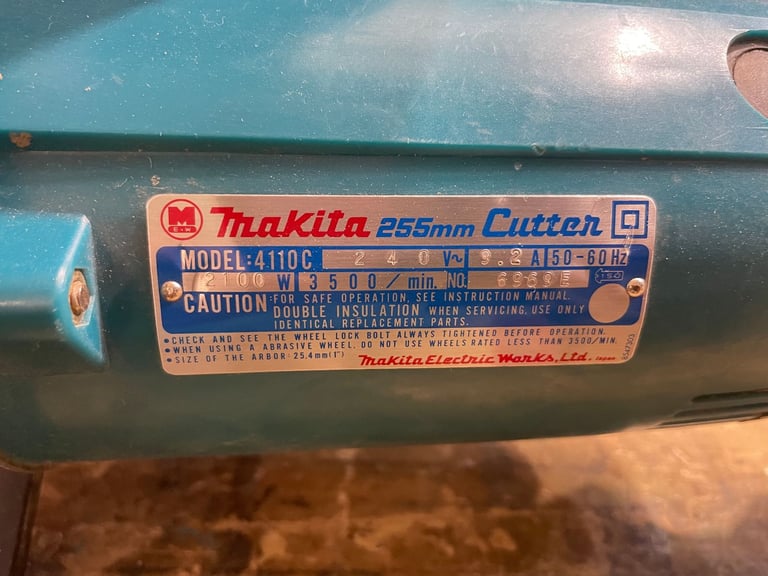 M
E・W
Makita 255mm Cutter
MODEL:4110C 240V~ 9.2A 50-60Hz
2100W 3500/min. NO. 6969E
CAUTION: FOR SAFE OPERATION, SEE INSTRUCTION MANUAL.
DOUBLE INSULATION WHEN SERVICING, USE ONLY
IDENTICAL REPLACEMENT PARTS.
• CHECK AND SEE THE WHEEL LOCK BOLT ALWAYS TIGHTENED BEFORE OPERATION.
• WHEN USING A ABRASIVE WHEEL, DO NOT USE WHEELS RATED LESS THAN 3500/MIN.
• SIZE OF THE ARBOR: 25.4mm(1")
Makita Electric Works, Ltd. Japan